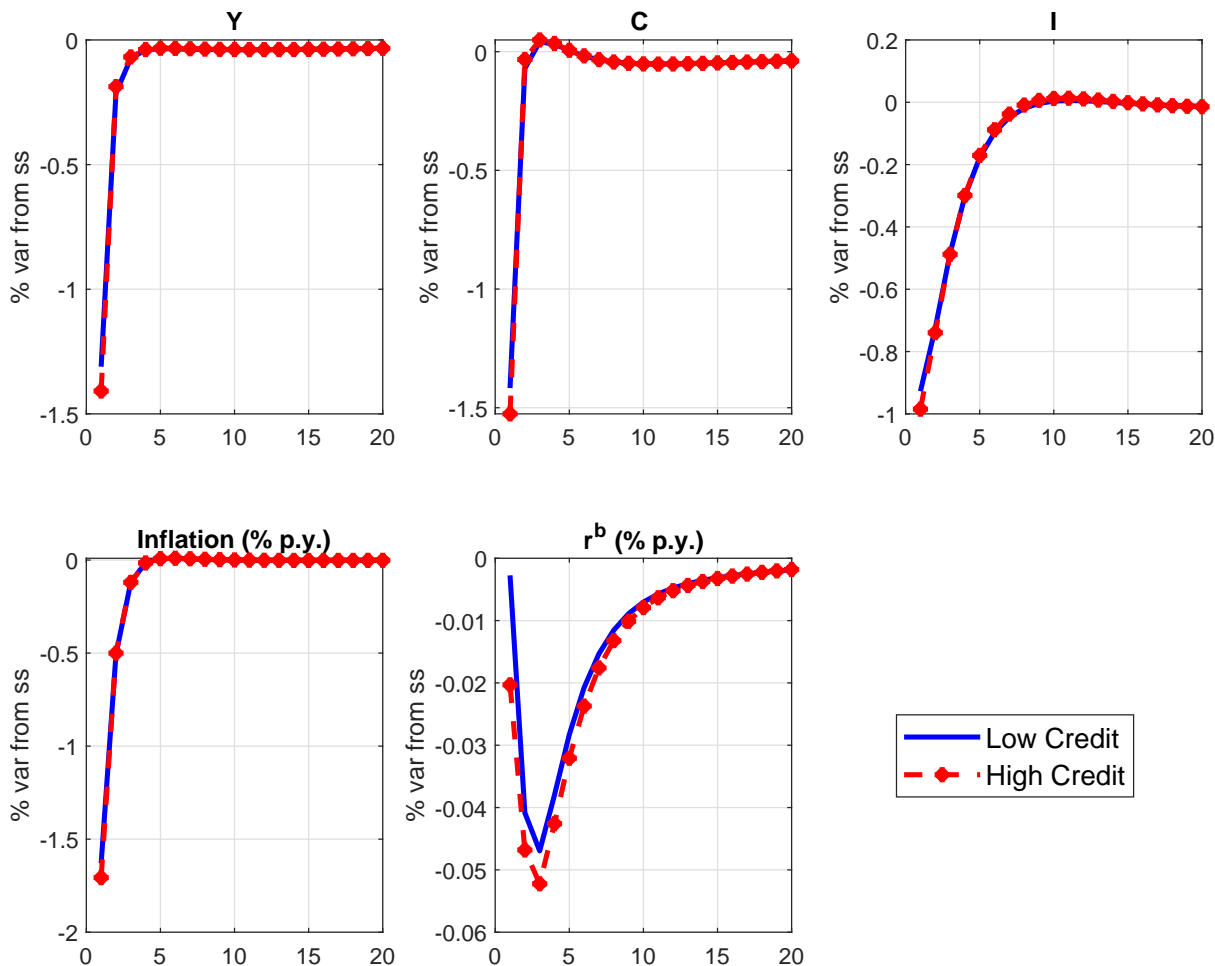 Y
C
I
% var from ss
0
-0.5
-1
-1.5
0 5 10 15 20
% var from ss
0
-0.5
-1
-1.5
0 5 10 15 20
% var from ss
0.2
0
-0.2
-0.4
-0.6
-0.8
-1
0 5 10 15 20
Inflation (% p.y.)
% var from ss
0
-0.5
-1
-1.5
-2
0 5 10 15 20
r^b (% p.y.)
% var from ss
0
-0.01
-0.02
-0.03
-0.04
-0.05
-0.06
0 5 10 15 20
Low Credit
High Credit